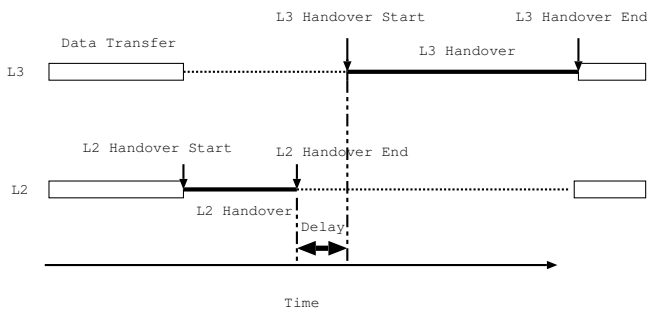 L3 Handover Start
L3 Handover End
Data Transfer
L3 Handover
L3
L2 Handover Start
L2 Handover End
L2
L2 Handover
Delay
Time